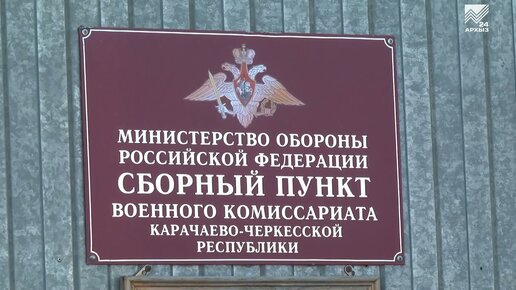 24
АРХЫЗ
МИНИСТЕРСТВО ОБОРОНЫ
РОССИЙСКОЙ ФЕДЕРАЦИИ
СБОРНЫЙ ПУНКТ
ВОЕННОГО КОМИССАРИАТА
КАРАЧАЕВО-ЧЕРКЕССКОЙ
РЕСПУБЛИКИ